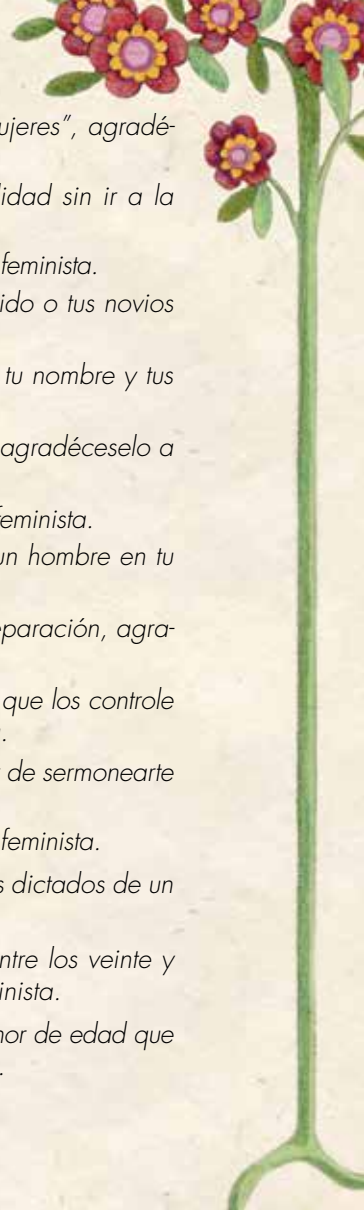 ujeres”, agradé-
lidad sin ir a la
feminista.
ido o tus novios
tu nombre y tus
agradéceselo a
feminista.
un hombre en tu
eparación, agra-
que los controle
.
de sermonearte
feminista.
s dictados de un
ntre los veinte y
inista.
nor de edad que
.